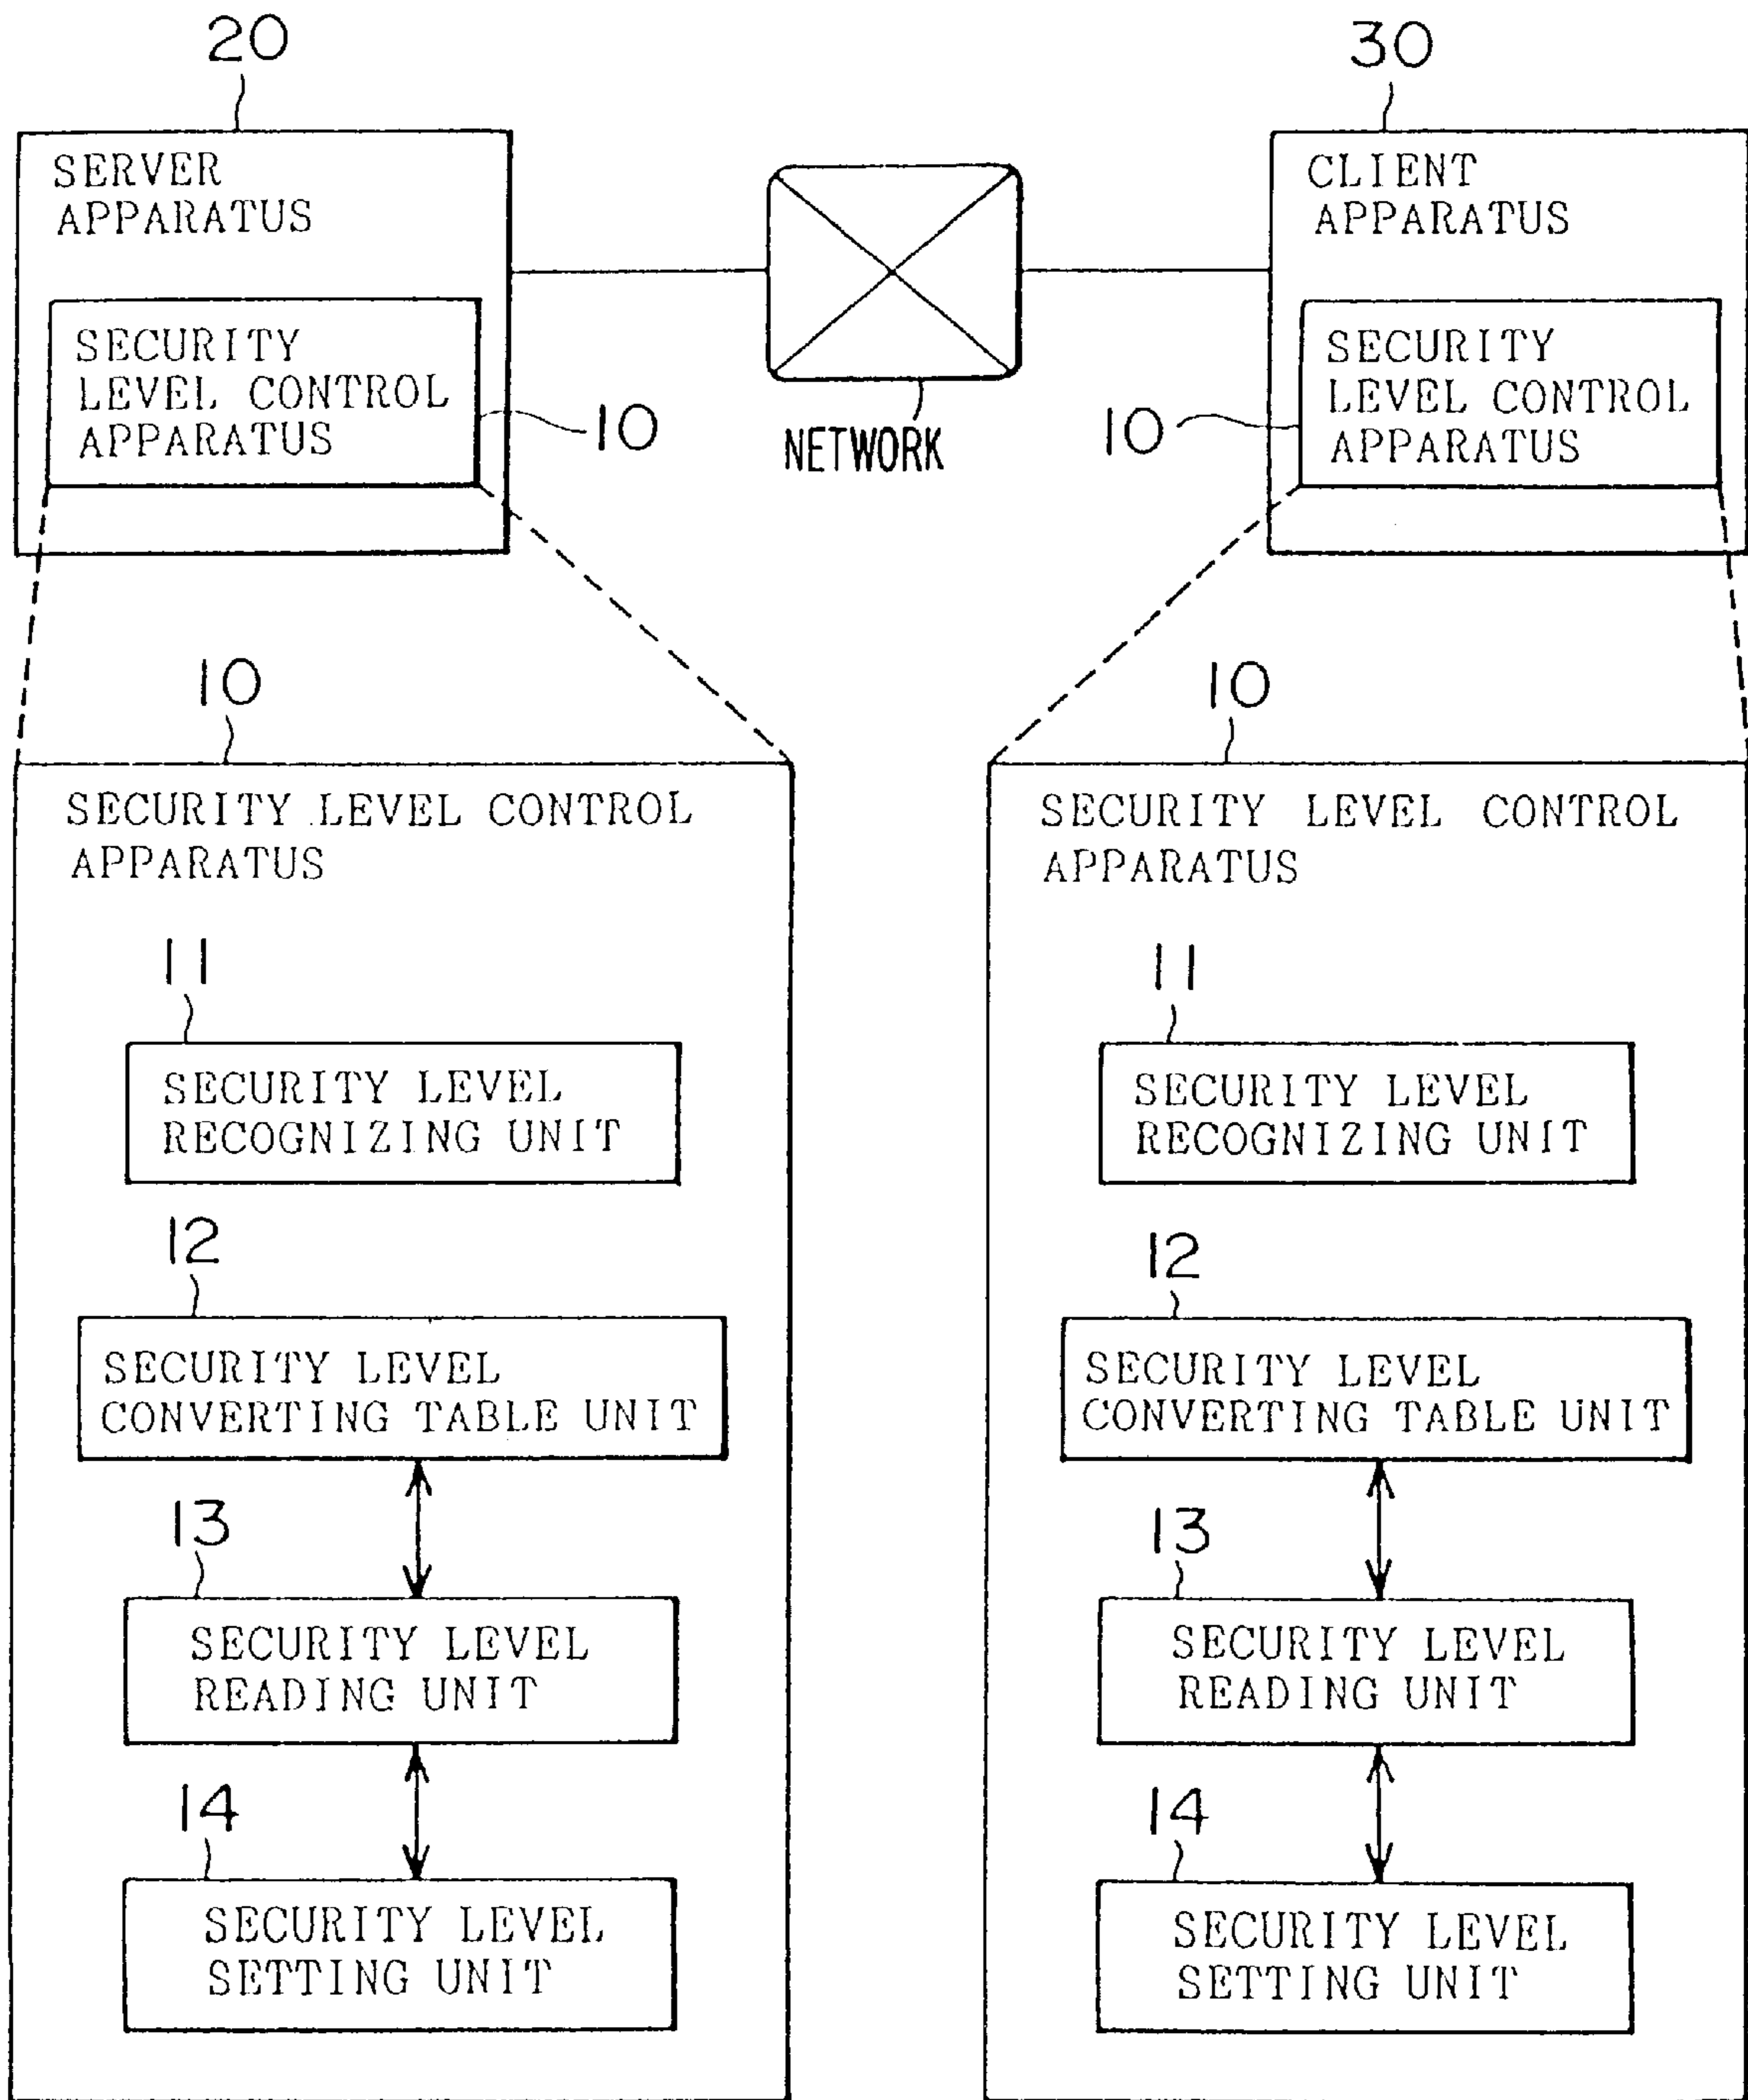 20
30
SERVER
APPARATUS
CLIENT
APPARATUS
SECURITY
LEVEL CONTROL
APPARATUS
10
NETWORK
10
SECURITY
LEVEL CONTROL
APPARATUS
10
SECURITY LEVEL CONTROL
APPARATUS
11
SECURITY LEVEL
RECOGNIZING UNIT
12
SECURITY LEVEL
CONVERTING TABLE UNIT
13
SECURITY LEVEL
READING UNIT
14
SECURITY LEVEL
SETTING UNIT
10
SECURITY LEVEL CONTROL
APPARATUS
11
SECURITY LEVEL
RECOGNIZING UNIT
12
SECURITY LEVEL
CONVERTING TABLE UNIT
13
SECURITY LEVEL
READING UNIT
14
SECURITY LEVEL
SETTING UNIT